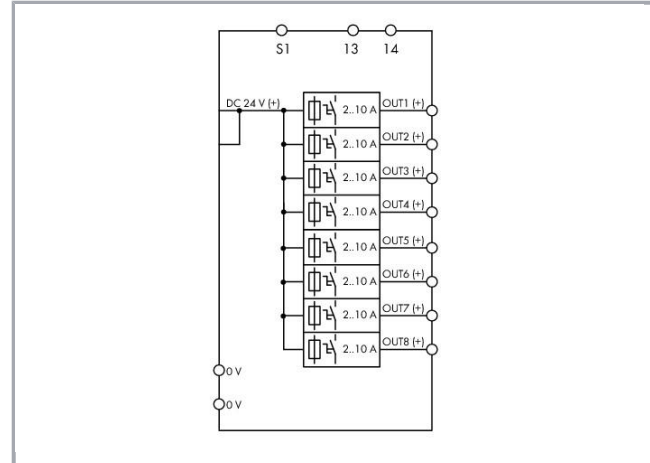 S1 13 14
DC 24 V (+)
2..10 A OUT1 (+)
2..10 A OUT2 (+)
2..10 A OUT3 (+)
2..10 A OUT4 (+)
2..10 A OUT5 (+)
2..10 A OUT6 (+)
2..10 A OUT7 (+)
2..10 A OUT8 (+)
0 V
0 V